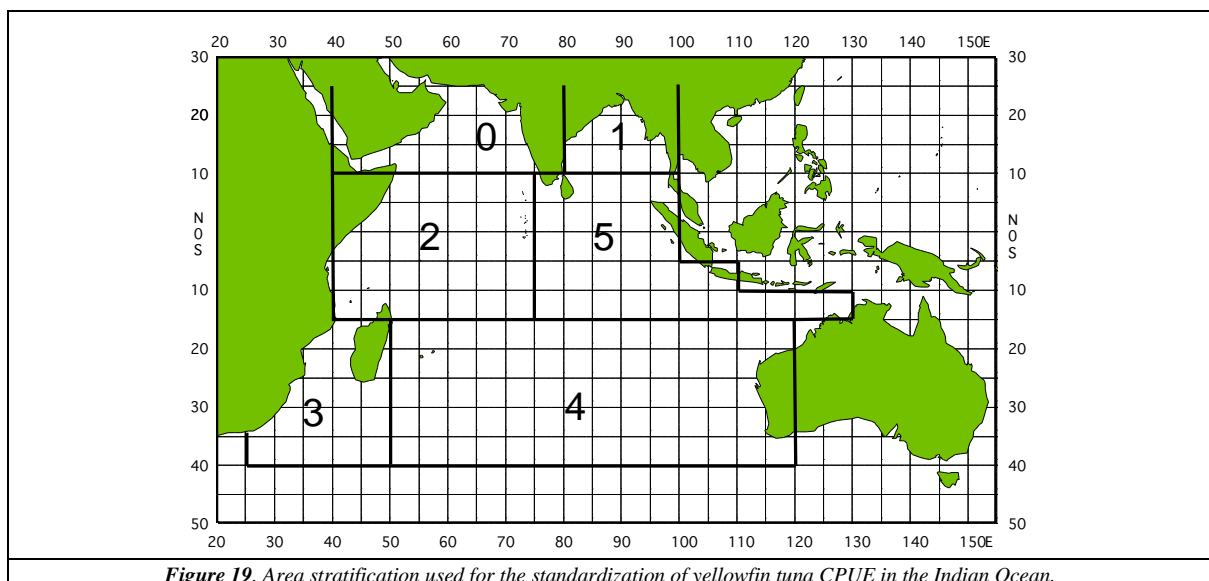 20 30 40 50 60 70 80 90 100 110 120 130 150E
30 30
20 20
0 1
10 10
N 0 S 2 5 N 0 S
10 10
20 20
3 4
30 30
40 40
50 50
20 30 40 50 60 70 80 90 100 110 120 130 140 150E
Figure 19. Area stratification used for the standardization of yellowfin tuna CPUE in the Indian Ocean.